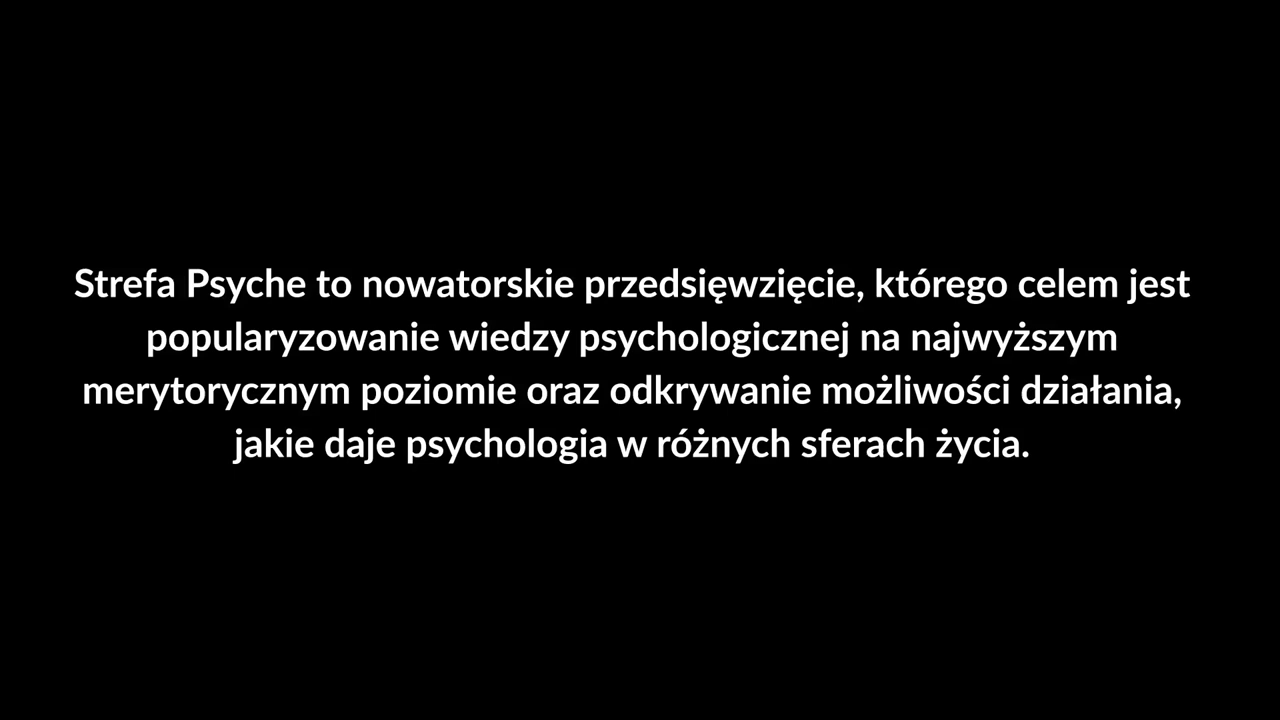 Strefa Psyche to nowatorskie przedsięwzięcie, którego celem jest
popularyzowanie wiedzy psychologicznej na najwyższym
merytorycznym poziomie oraz odkrywanie możliwości działania,
jakie daje psychologia w różnych sferach życia.